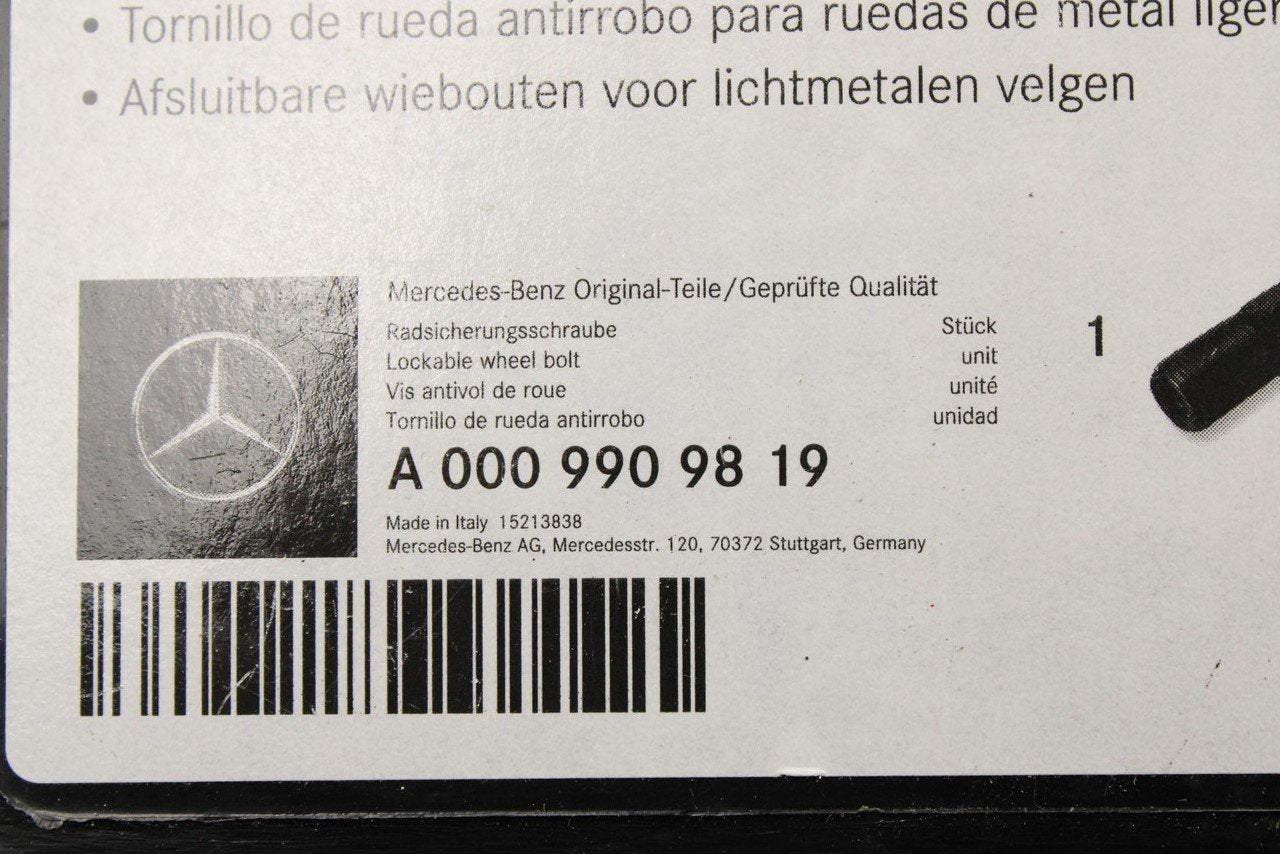 • Tornillo de rueda antirrobo para ruedas de metal
• Afsluitbare wiebouten voor lichtmetalen velgen
Mercedes-Benz Original-Teile/Geprüfte Qualität
Radsicherungsschraube Stück 1
Lockable wheel bolt unit
Vis antivol de roue unité
Tornillo de rueda antirrobo unidad
A 000 990 98 19
Made in Italy 15213838
Mercedes-Benz AG, Mercedesstr. 120, 70372 Stuttgart, Germany